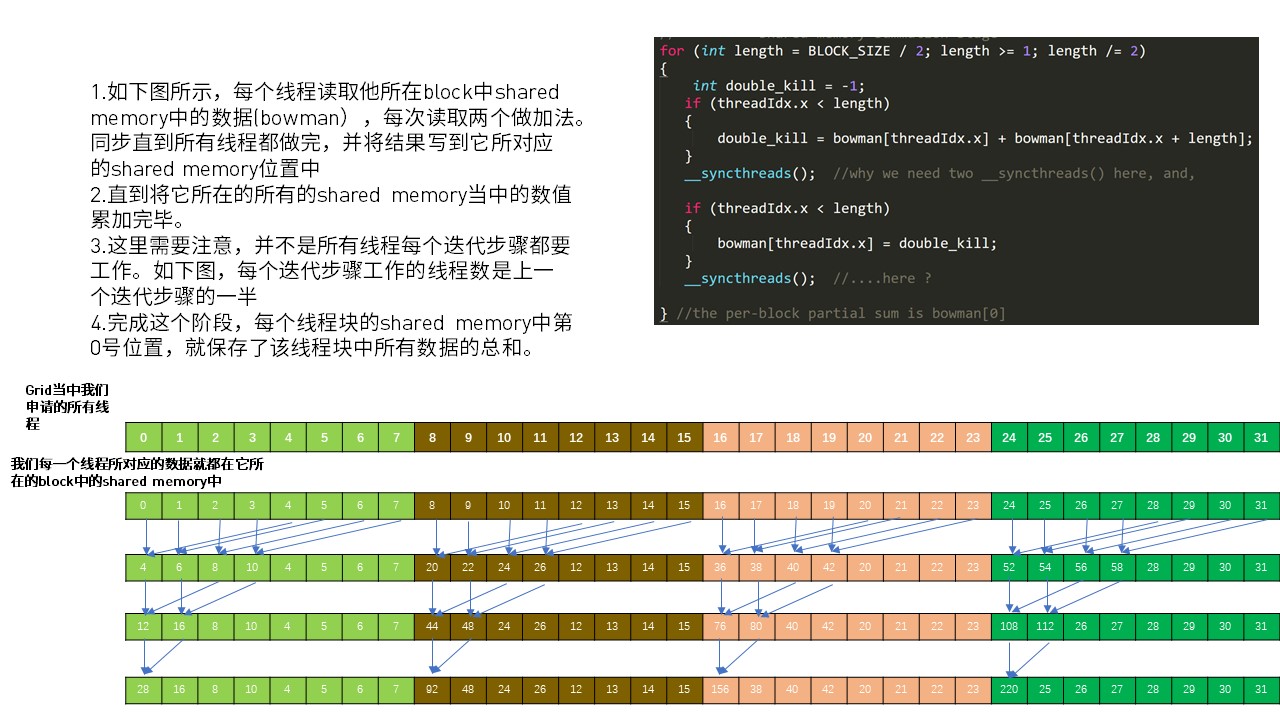 1.如下图所示，每个线程读取他所在block中shared
memory中的数据(bowman），每次读取两个做加法。
同步直到所有线程都做完，并将结果写到它所对应
的shared memory位置中
2.直到将它所在的所有的shared memory当中的数值
累加完毕。
3.这里需要注意，并不是所有线程每个迭代步骤都要
工作。如下图，每个迭代步骤工作的线程数是上一
个迭代步骤的一半
4.完成这个阶段，每个线程块的shared memory中第
0号位置，就保存了该线程块中所有数据的总和。
for (int length = BLOCK_SIZE / 2; length >= 1; length /= 2)
{
int double_kill = -1;
if (threadIdx.x < length)
{
double_kill = bowman[threadIdx.x] + bowman[threadIdx.x + length];
}
__syncthreads(); //why we need two __syncthreads() here, and,
if (threadIdx.x < length)
{
bowman[threadIdx.x] = double_kill;
}
__syncthreads(); //....here ?
} //the per-block partial sum is bowman[0]
Grid当中我们
申请的所有线
程
0 1 2 3 4 5 6 7 8 9 10 11 12 13 14 15 16 17 18 19 20 21 22 23 24 25 26 27 28 29 30 31
我们每一个线程所对应的数据就都在它所
在的block中的shared memory中
0 1 2 3 4 5 6 7 8 9 10 11 12 13 14 15 16 17 18 19 20 21 22 23 24 25 26 27 28 29 30 31
4 6 8 10 4 5 6 7 20 22 24 26 12 13 14 15 36 38 40 42 20 21 22 23 52 54 56 58 28 29 30 31
12 16 8 10 4 5 6 7 44 48 24 26 12 13 14 15 76 80 40 42 20 21 22 23 108 112 26 27 28 29 30 31
28 16 8 10 4 5 6 7 92 48 24 26 12 13 14 15 156 38 38 42 20 21 22 23 220 25 26 27 28 29 30 31